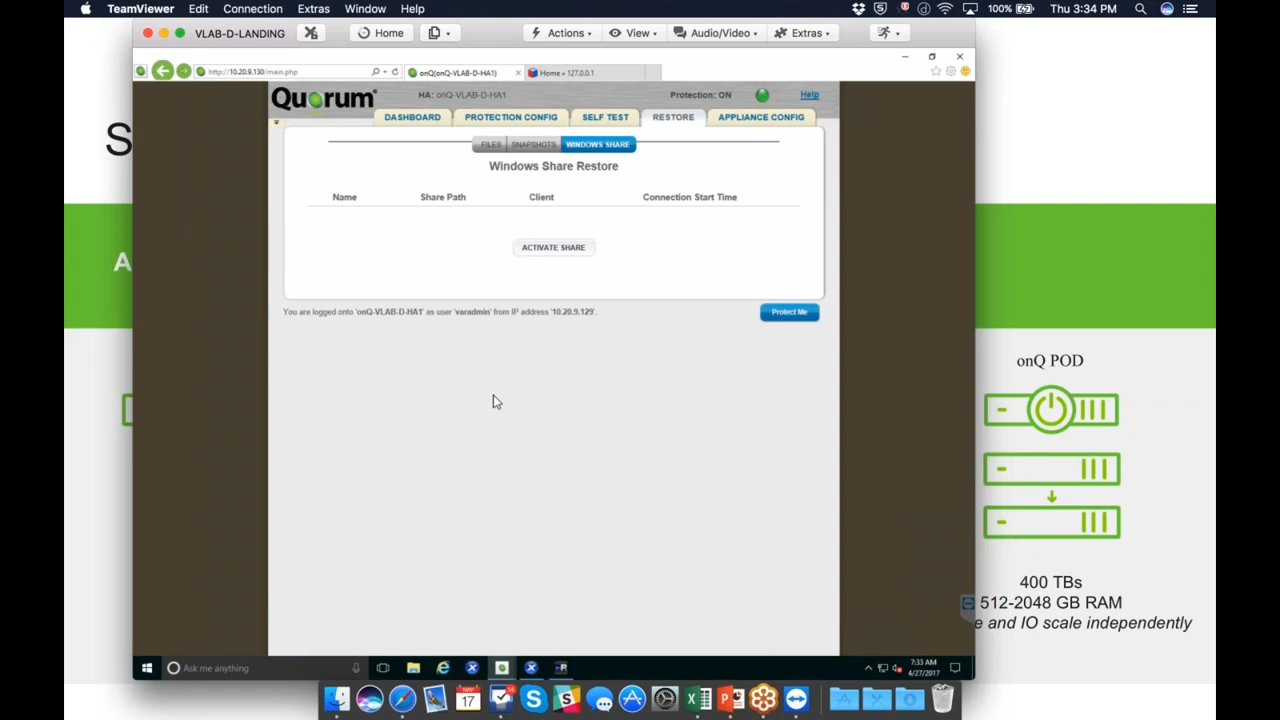 TeamViewer Edit Connection Extras Window Help 100% Thu 3:34 PM
VLAB-D-LANDING Home Actions View Audio/Video Extras
http://10.20.9.130/main.php onQ(onQ-VLAB-D-HA1) Home » 127.0.0.1
Quorum HA: onQ-VLAB-D-HA1 Protection: ON Help
DASHBOARD PROTECTION CONFIG SELF TEST RESTORE APPLIANCE CONFIG
S
FILES SNAPSHOTS WINDOWS SHARE
Windows Share Restore
Name Share Path Client Connection Start Time
ACTIVATE SHARE
A
You are logged onto 'onQ-VLAB-D-HA1' as user 'varadmin' from IP address '10.20.9.129'.
Protect Me
onQ POD
400 TBs
512-2048 GB RAM
e and IO scale independently
Ask me anything
7:33 AM
4/27/2017
17